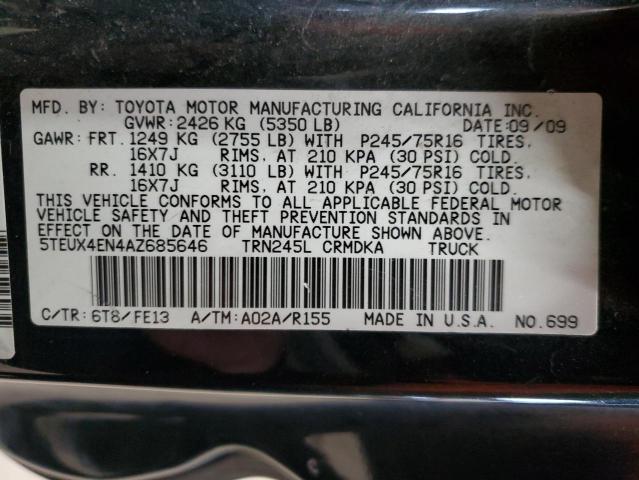 MFD. BY: TOYOTA MOTOR MANUFACTURING CALIFORNIA INC.
GVWR: 2426 KG (5350 LB) DATE: 09/09
GAWR: FRT. 1249 KG (2755 LB) WITH P245/75R16 TIRES,
16X7J RIMS, AT 210 KPA (30 PSI) COLD.
RR. 1410 KG (3110 LB) WITH P245/75R16 TIRES,
16X7J RIMS, AT 210 KPA (30 PSI) COLD.
THIS VEHICLE CONFORMS TO ALL APPLICABLE FEDERAL MOTOR
VEHICLE SAFETY AND THEFT PREVENTION STANDARDS IN
EFFECT ON THE DATE OF MANUFACTURE SHOWN ABOVE.
5TEUX4EN4AZ685646 TRN245L CRMDKA TRUCK
C/TR: 6T8/FE13 A/TM: A02A/R155 MADE IN U.S.A. NO. 699